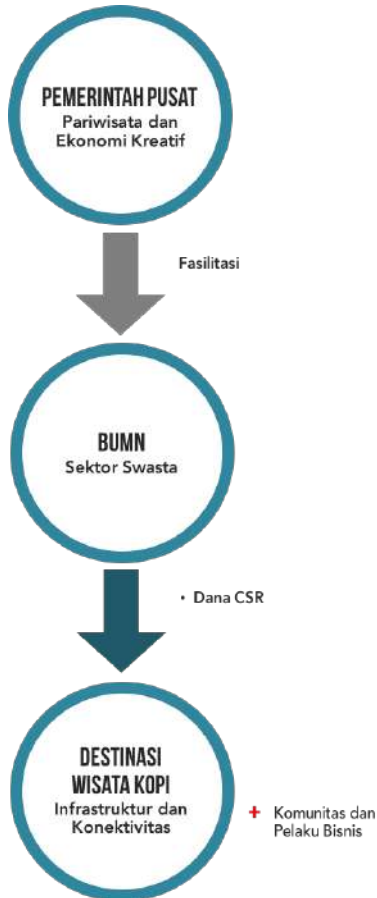 PEMERINTAH PUSAT
Pariwisata dan
Ekonomi Kreatif
Fasilitasi
BUMN
Sektor Swasta
• Dana CSR
DESTINASI
WISATA KOPI
Infrastruktur dan
Konektivitas
+ Komunitas dan
Pelaku Bisnis